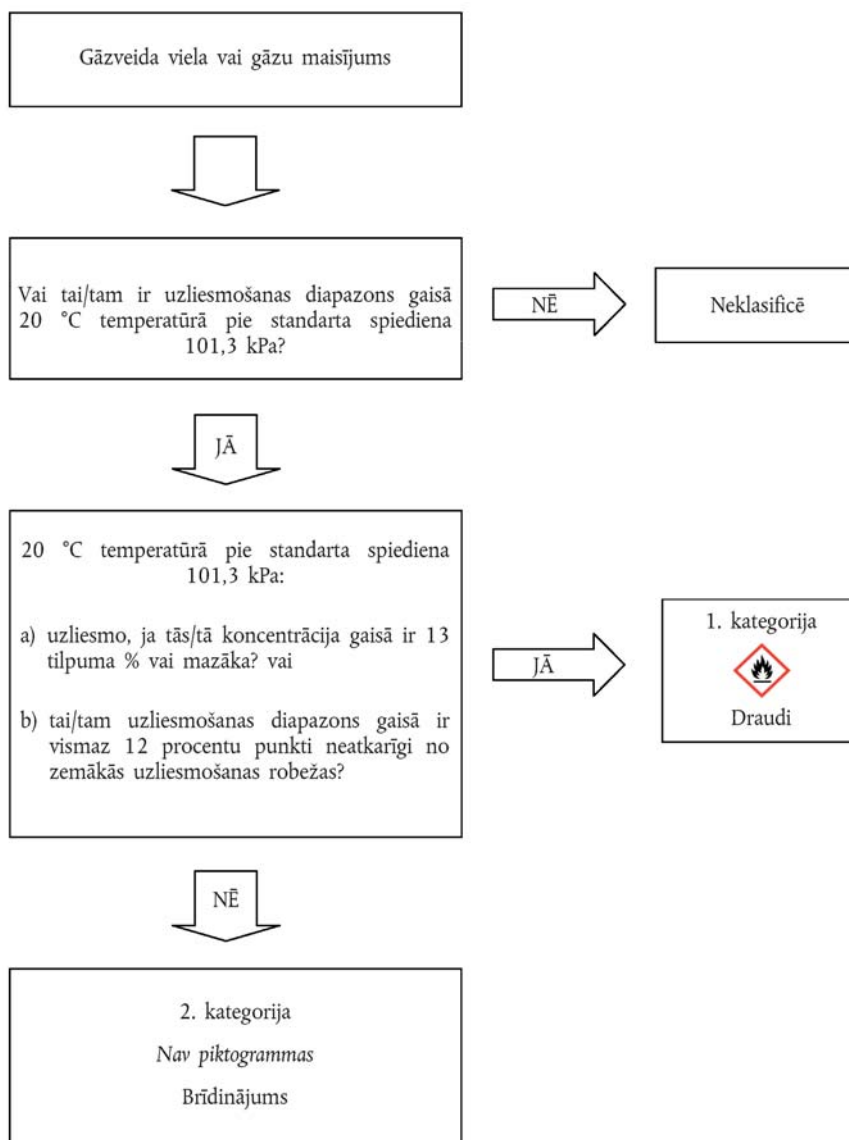 Gāzveida viela vai gāzu maisījums
Vai tai/tam ir uzliesmošanas diapazons gaisā
20 °C temperatūrā pie standarta spiediena
101,3 kPa?
NĒ
Neklasificē
JĀ
20 °C temperatūrā pie standarta spiediena
101,3 kPa:
a) uzliesmo, ja tās/tā koncentrācija gaisā ir 13
tilpuma % vai mazāka? vai
b) tai/tam uzliesmošanas diapazons gaisā ir
vismaz 12 procentu punkti neatkarīgi no
zemākās uzliesmošanas robežas?
JĀ
1. kategorija
Draudi
NĒ
2. kategorija
Nav piktogrammas
Brīdinājums